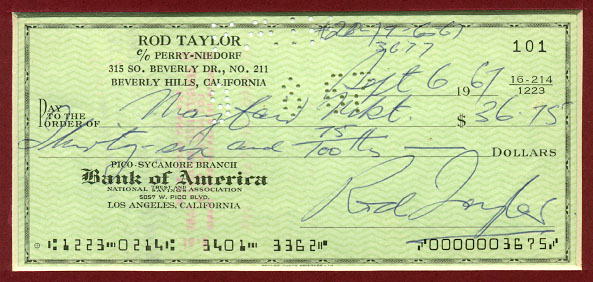 ROD TAYLOR
c/o PERRY-NIEDORF
315 SO. BEVERLY DR., NO. 211
BEVERLY HILLS, CALIFORNIA
3677
101
Sept 6 1967
16-214
1223
PAY TO THE ORDER OF Mayfair Mkt. $ 36.75
Thirty-six and 75/100ths DOLLARS
PICO-SYCAMORE BRANCH
Bank of America
NATIONAL TRUST AND SAVINGS ASSOCIATION
5057 W. PICO BLVD.
LOS ANGELES, CALIFORNIA
Rod Taylor
1223 0214 3401 3362 0000003675